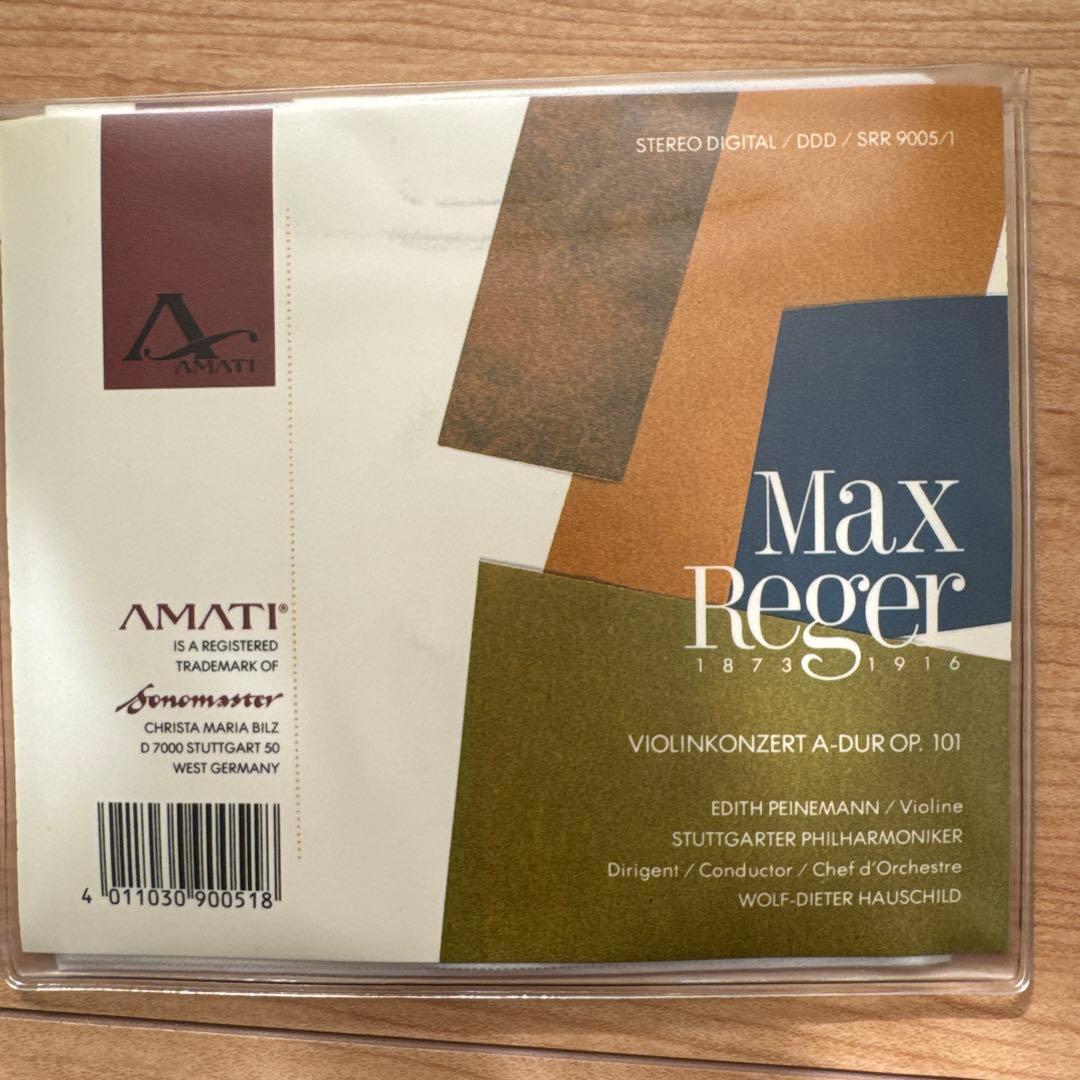 A
AMATI
AMATI®
IS A REGISTERED
TRADEMARK OF
Sonomaster
CHRISTA MARIA BILZ
D 7000 STUTTGART 50
WEST GERMANY
4 011030 900518
STEREO DIGITAL / DDD / SRR 9005/1
Max
Reger
1873 1916
VIOLINKONZERT A-DUR OP. 101
EDITH PEINEMANN / Violine
STUTTGARTER PHILHARMONIKER
Dirigent / Conductor / Chef d'Orchestre
WOLF-DIETER HAUSCHILD